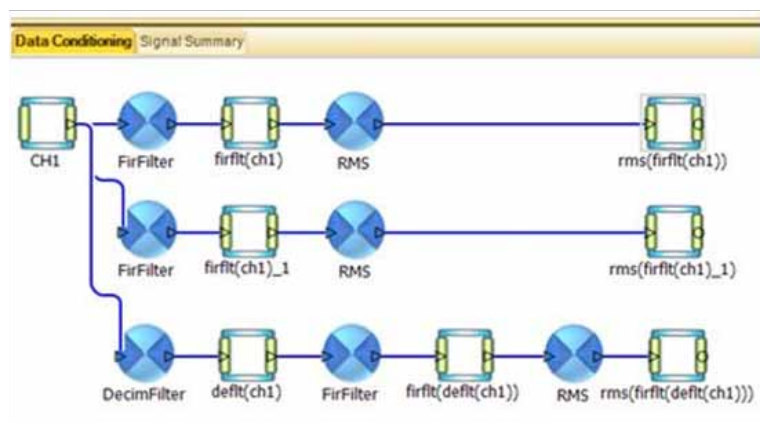 Data Conditioning Signal Summary
CH1 FirFilter firflt(ch1) RMS rms(firflt(ch1))
FirFilter firflt(ch1)_1 RMS rms(firflt(ch1)_1)
DecimFilter deflt(ch1) FirFilter firflt(deflt(ch1)) RMS rms(firflt(deflt(ch1)))